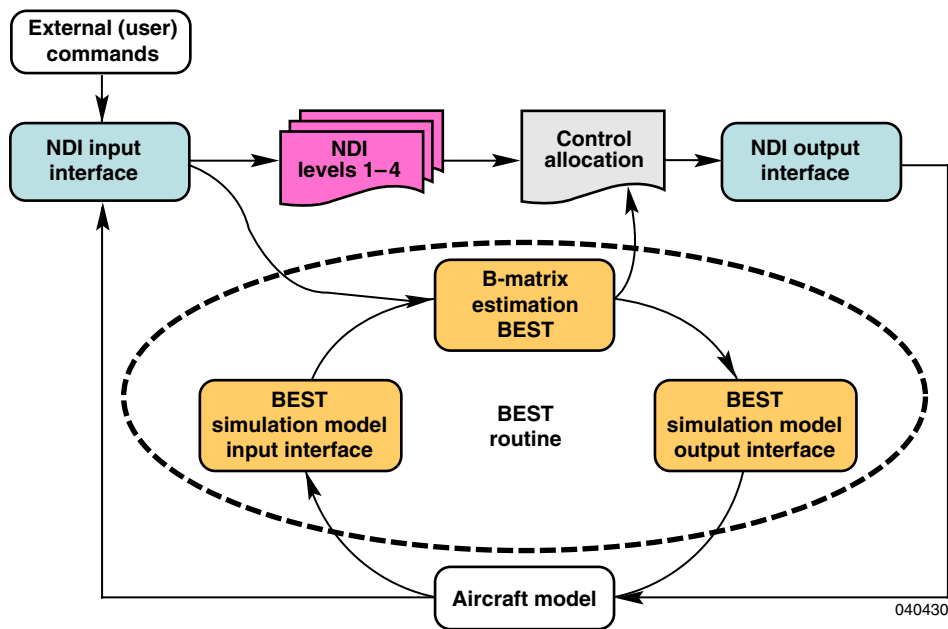 External (user)
commands
NDI input
interface
NDI
levels 1–4
Control
allocation
NDI output
interface
B-matrix
estimation
BEST
BEST
simulation model
input interface
BEST
routine
BEST
simulation model
output interface
Aircraft model
040430